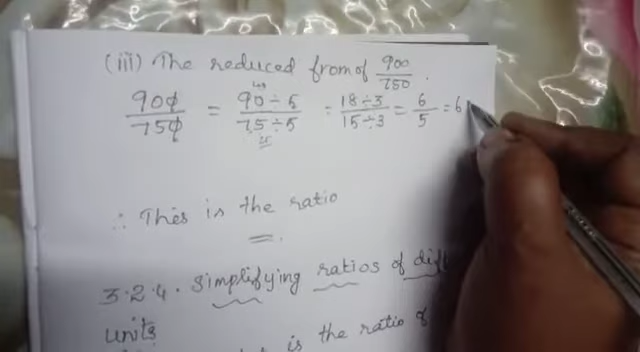 (iii) The reduced from of 900/750.
900/750 = 90÷5/75÷5 = 18÷3/15÷3 = 6/5 = 6
∴ This is the ratio
3.2.4. Simplifying ratios of
units
is the ratio of